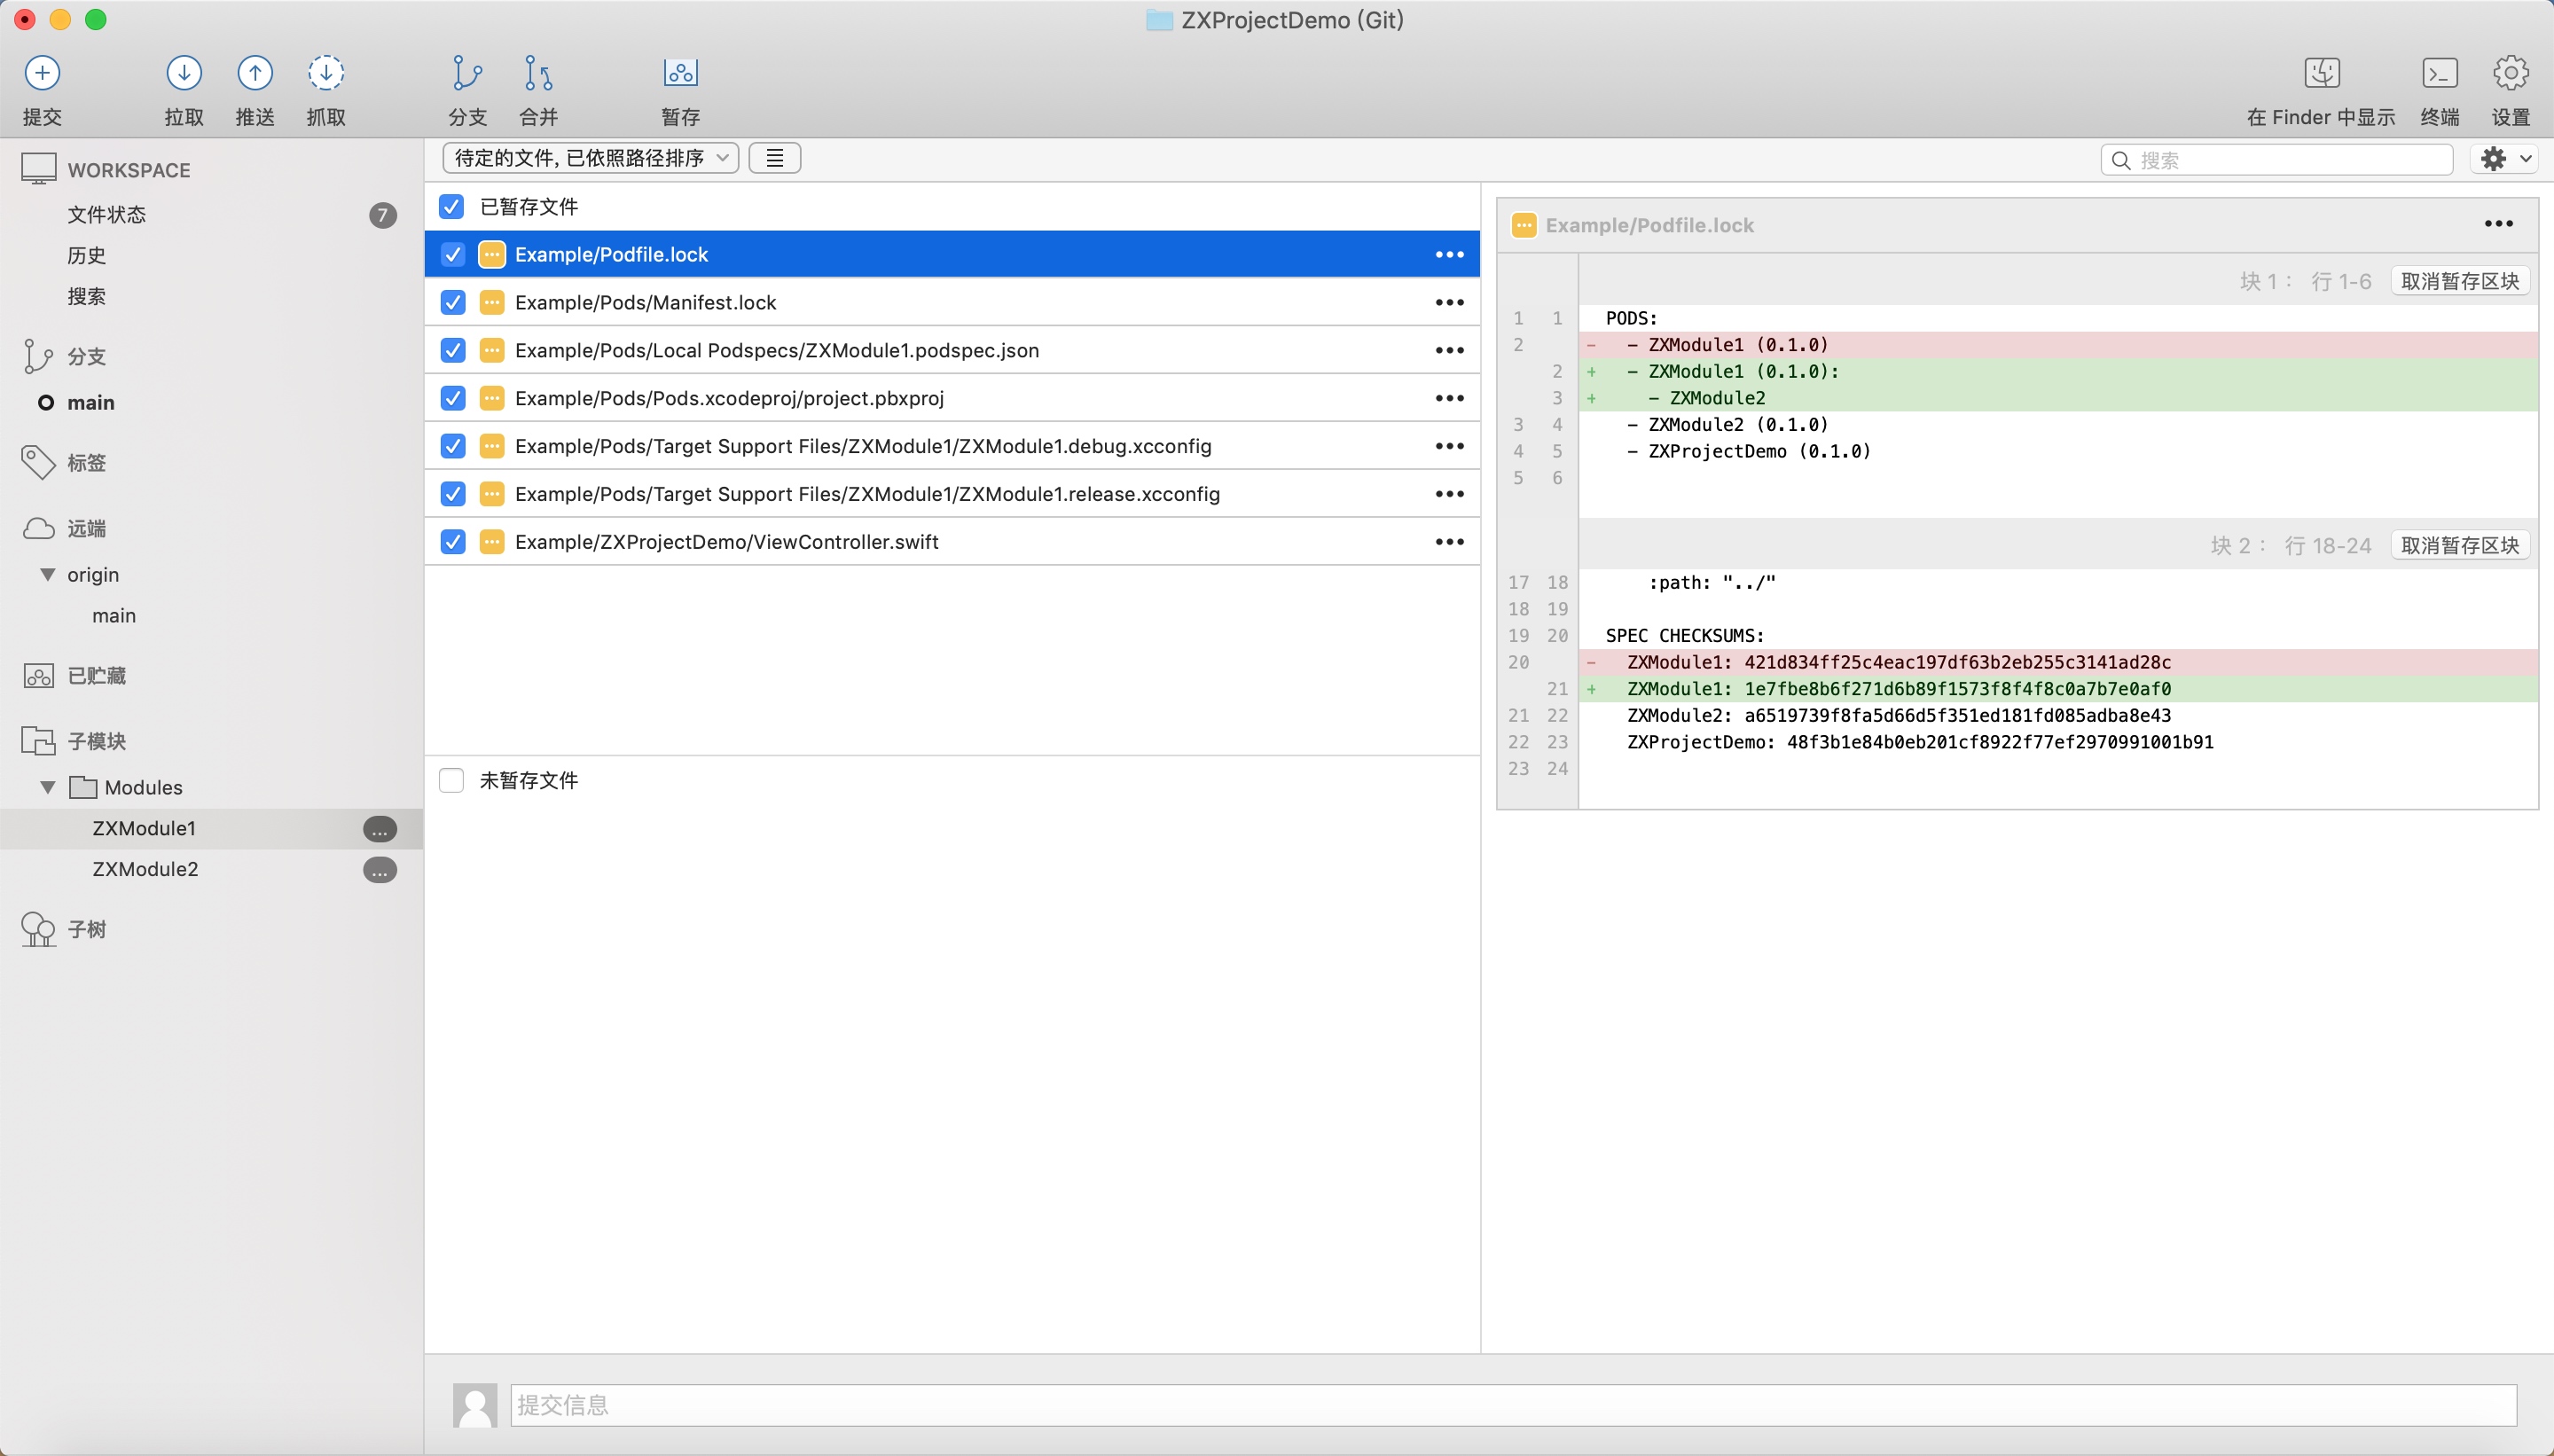 ZXProjectDemo (Git)
提交
拉取
推送
抓取
分支
合并
暂存
在 Finder 中显示
终端
设置
WORKSPACE
文件状态
7
历史
搜索
分支
main
标签
远端
origin
main
已贮藏
子模块
Modules
ZXModule1
...
ZXModule2
...
子树
待定的文件, 已依照路径排序
搜索
已暂存文件
Example/Podfile.lock
Example/Pods/Manifest.lock
Example/Pods/Local Podspecs/ZXModule1.podspec.json
Example/Pods/Pods.xcodeproj/project.pbxproj
Example/Pods/Target Support Files/ZXModule1/ZXModule1.debug.xcconfig
Example/Pods/Target Support Files/ZXModule1/ZXModule1.release.xcconfig
Example/ZXProjectDemo/ViewController.swift
未暂存文件
Example/Podfile.lock
块 1： 行 1-6 取消暂存区块
1 1 PODS:
2 - - ZXModule1 (0.1.0)
2 + - ZXModule1 (0.1.0):
3 + - ZXModule2
3 4 - ZXModule2 (0.1.0)
4 5 - ZXProjectDemo (0.1.0)
5 6
块 2： 行 18-24 取消暂存区块
17 18 :path: "../"
18 19
19 20 SPEC CHECKSUMS:
20 - ZXModule1: 421d834ff25c4eac197df63b2eb255c3141ad28c
21 + ZXModule1: 1e7fbe8b6f271d6b89f1573f8f4f8c0a7b7e0af0
21 22 ZXModule2: a6519739f8fa5d66d5f351ed181fd085adba8e43
22 23 ZXProjectDemo: 48f3b1e84b0eb201cf8922f77ef2970991001b91
23 24
提交信息